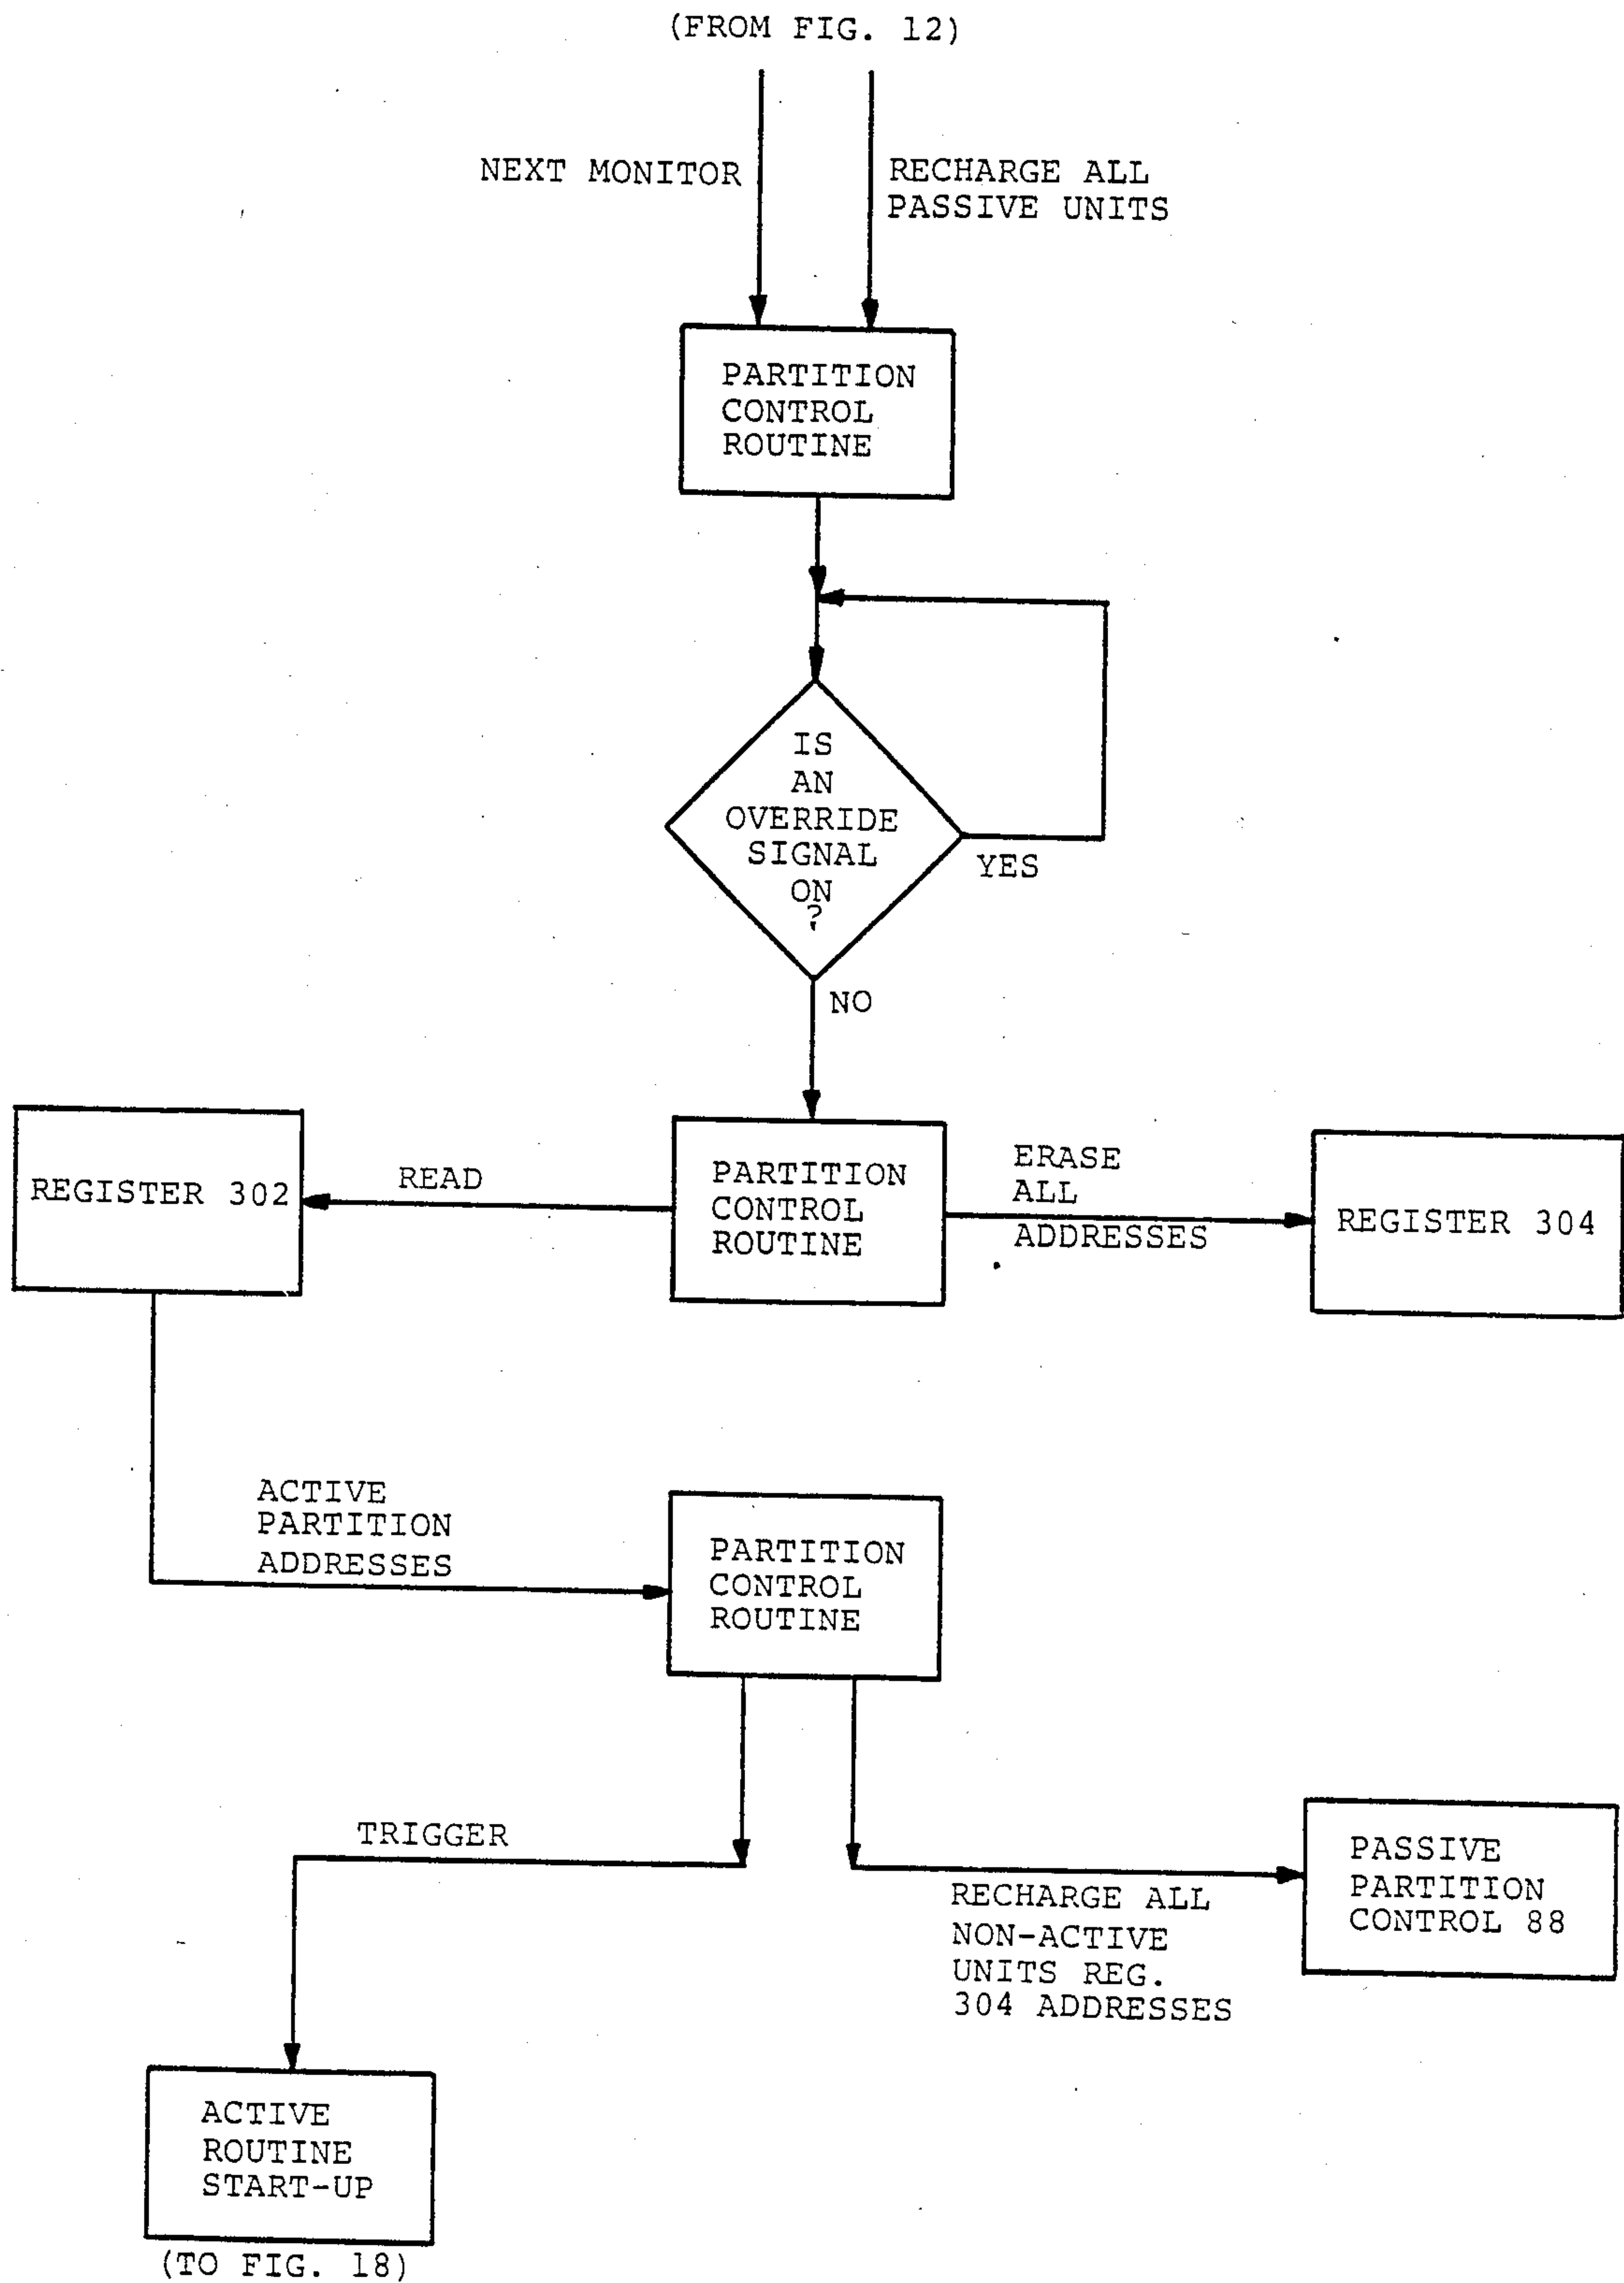 (FROM FIG. 12)
NEXT MONITOR
RECHARGE ALL
PASSIVE UNITS
PARTITION
CONTROL
ROUTINE
IS
AN
OVERRIDE
SIGNAL
ON
?
YES
NO
REGISTER 302
READ
PARTITION
CONTROL
ROUTINE
ERASE
ALL
ADDRESSES
REGISTER 304
ACTIVE
PARTITION
ADDRESSES
PARTITION
CONTROL
ROUTINE
TRIGGER
RECHARGE ALL
NON-ACTIVE
UNITS REG.
304 ADDRESSES
PASSIVE
PARTITION
CONTROL 88
ACTIVE
ROUTINE
START-UP
(TO FIG. 18)